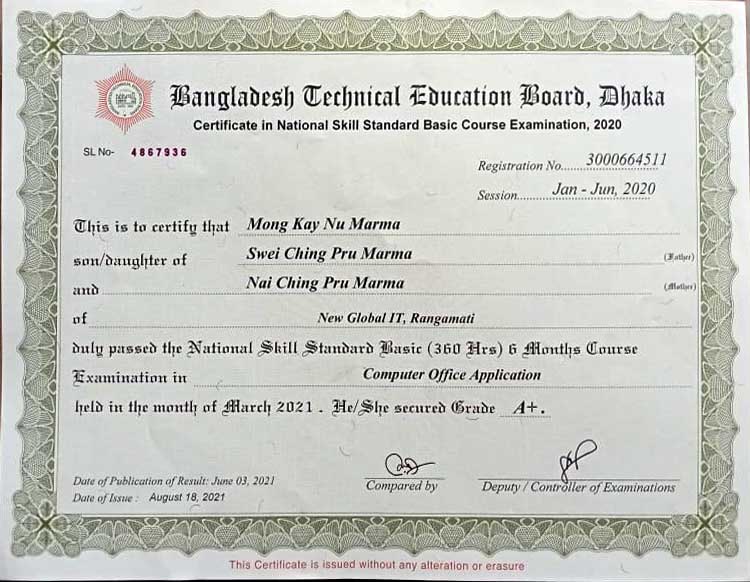 Bangladesh Technical Education Board, Dhaka
Certificate in National Skill Standard Basic Course Examination, 2020
SL No- 4867936
Registration No..... 3000664511
Session..... Jan - Jun, 2020
This is to certify that Mong Kay Nu Marma
son/daughter of Swei Ching Pru Marma (Father)
and Nai Ching Pru Marma (Mother)
of New Global IT, Rangamati
duly passed the National Skill Standard Basic (360 Hrs) 6 Months Course
Examination in Computer Office Application
held in the month of March 2021 . He/She secured Grade A+.
Date of Publication of Result: June 03, 2021
Date of Issue : August 18, 2021
Compared by
Deputy / Controller of Examinations
This Certificate is issued without any alteration or erasure